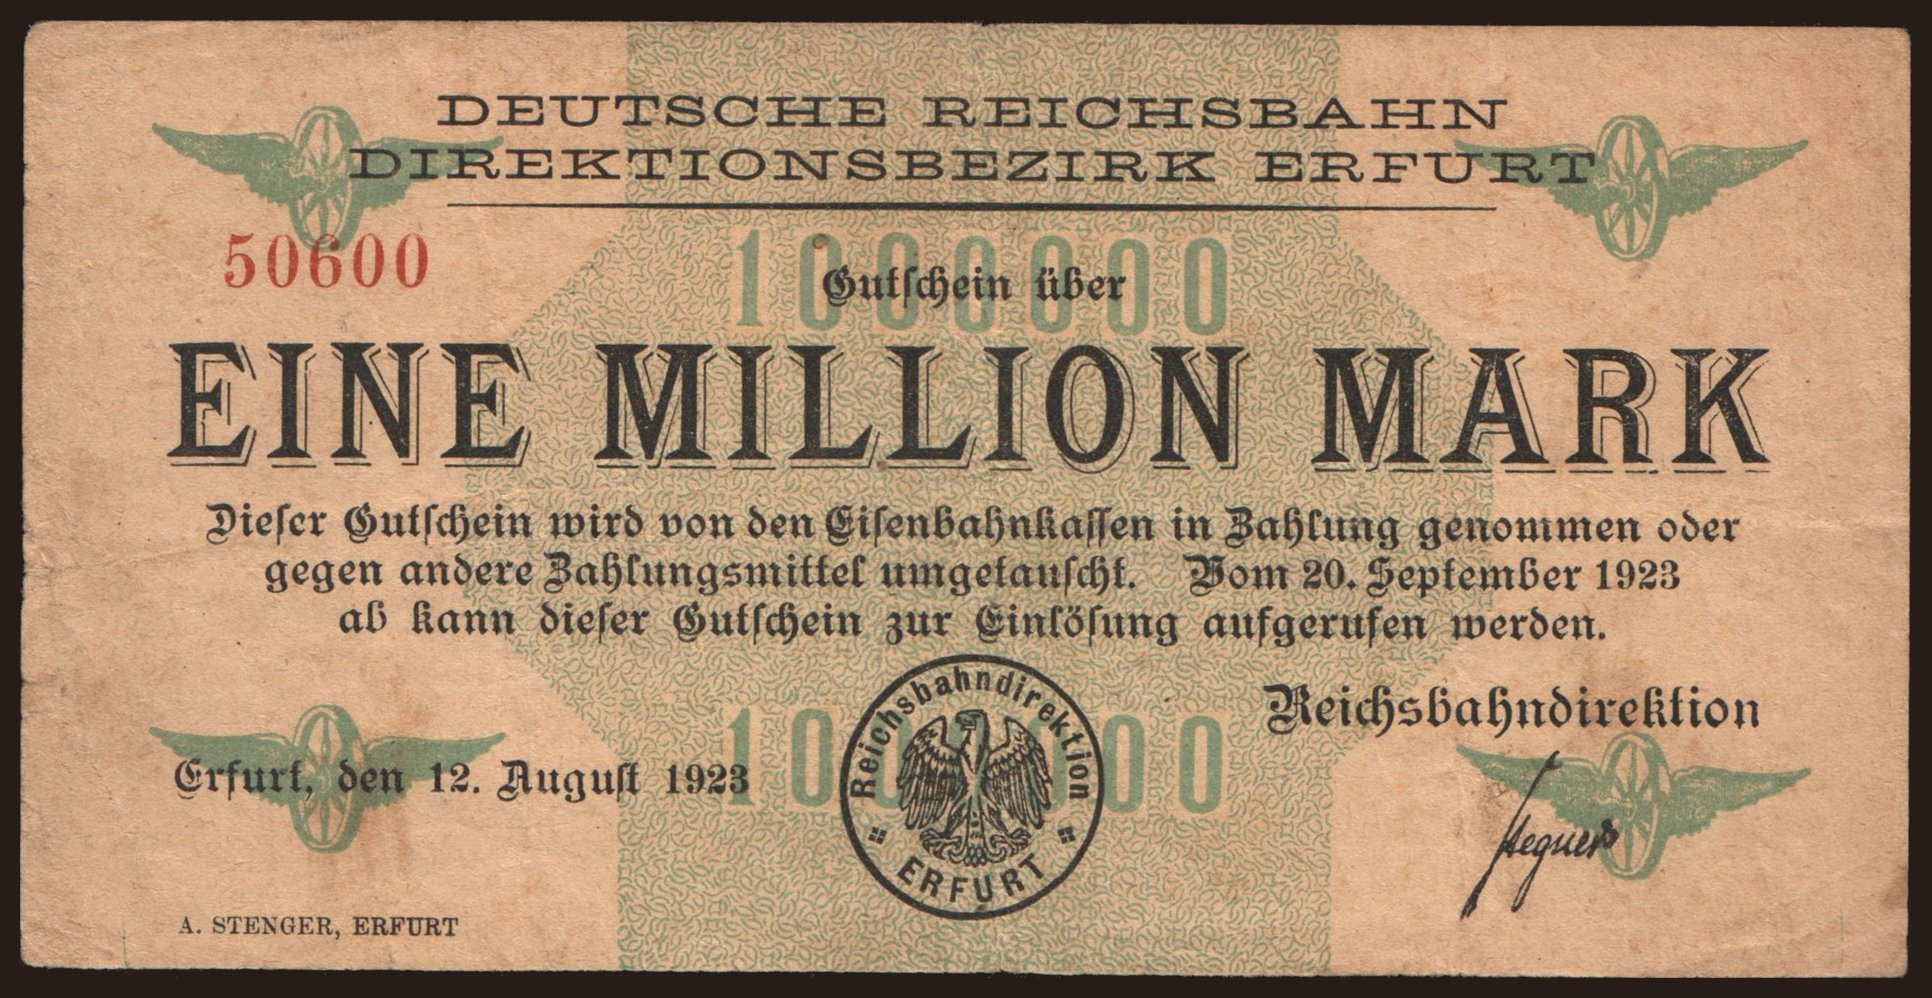 DEUTSCHE REICHSBAHN
DIREKTIONSBEZIRK ERFURT
50600
1000000
Gutschein über
EINE MILLION MARK
Dieser Gutschein wird von den Eisenbahnkassen in Zahlung genommen oder
gegen andere Zahlungsmittel umgetauscht. Vom 20. September 1923
ab kann dieser Gutschein zur Einlösung aufgerufen werden.
Reichsbahndirektion
Erfurt, den 12. August 1923
Reichsbahndirektion
ERFURT
A. STENGER, ERFURT